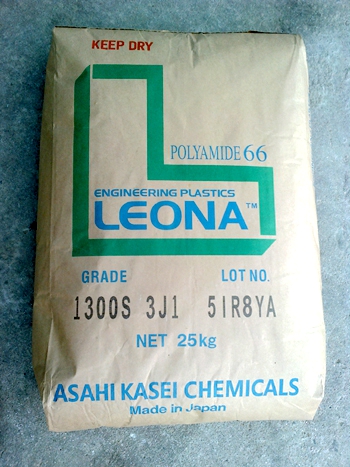 KEEP DRY
POLYAMIDE 66
ENGINEERING PLASTICS
LEONA™
GRADE LOT NO.
1300S 3J1 51R8YA
NET 25kg
ASAHI KASEI CHEMICALS
Made in Japan